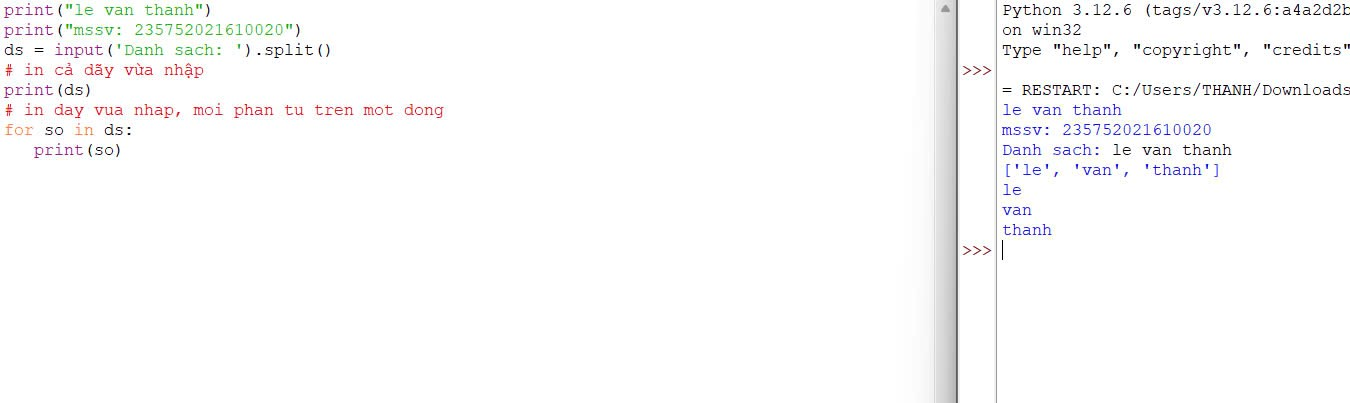 print("le van thanh")
print("mssv: 235752021610020")
ds = input('Danh sach: ').split()
# in cả dãy vừa nhập
print(ds)
# in day vua nhap, moi phan tu tren mot dong
for so in ds:
   print(so)
Python 3.12.6 (tags/v3.12.6:a4a2d2b
on win32
Type "help", "copyright", "credits"
>>>
= RESTART: C:/Users/THANH/Downloads
le van thanh
mssv: 235752021610020
Danh sach: le van thanh
['le', 'van', 'thanh']
le
van
thanh
>>>